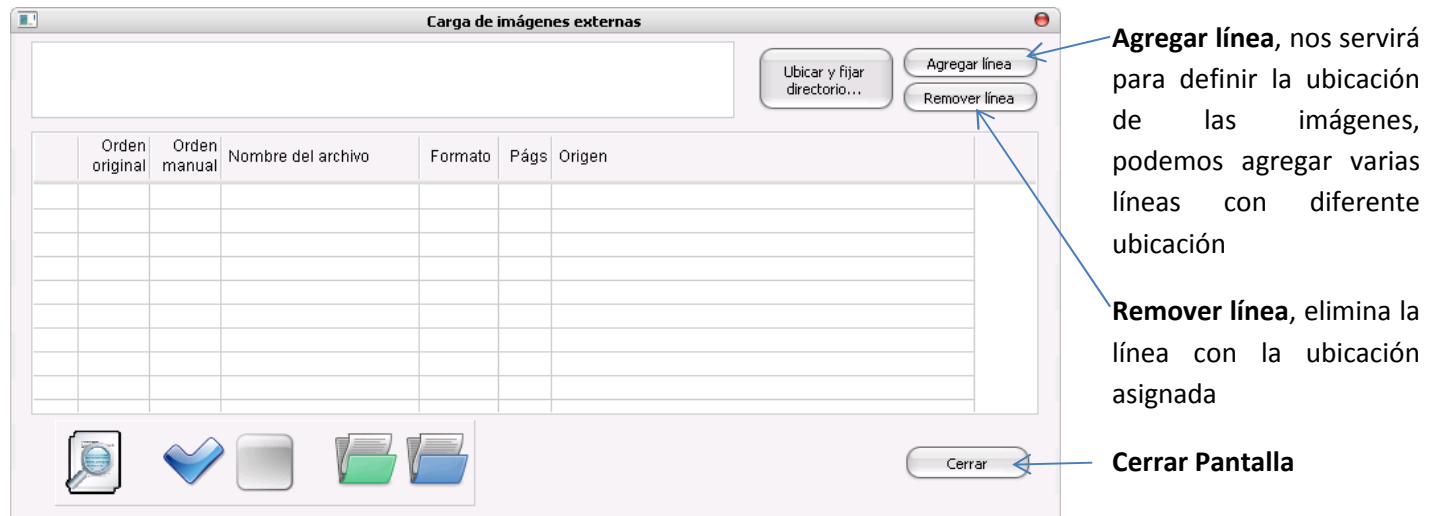 Carga de imágenes externas
Ubicar y fijar
directorio...
Agregar línea
Remover línea
Orden
original
Orden
manual
Nombre del archivo
Formato
Págs
Origen
Cerrar
Agregar línea, nos servirá
para definir la ubicación
de las imágenes,
podemos agregar varias
líneas con diferente
ubicación
Remover línea, elimina la
línea con la ubicación
asignada
Cerrar Pantalla